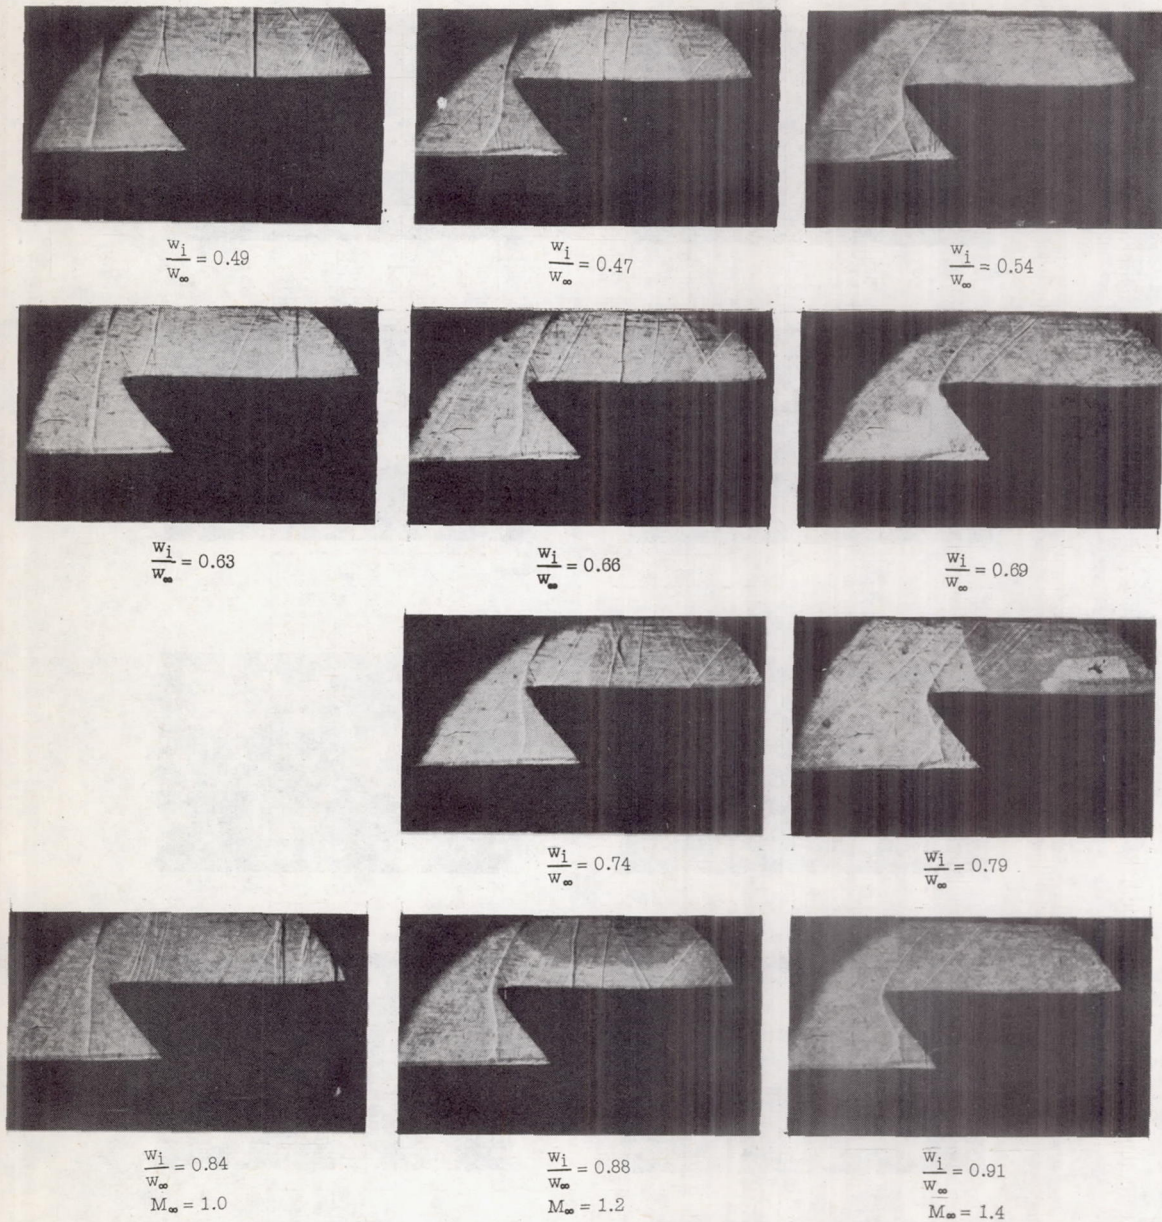 w_i/w_∞ = 0.49
w_i/w_∞ = 0.47
w_i/w_∞ = 0.54
w_i/w_∞ = 0.63
w_i/w_∞ = 0.66
w_i/w_∞ = 0.69
w_i/w_∞ = 0.74
w_i/w_∞ = 0.79
w_i/w_∞ = 0.84
M_∞ = 1.0
w_i/w_∞ = 0.88
M_∞ = 1.2
w_i/w_∞ = 0.91
M_∞ = 1.4